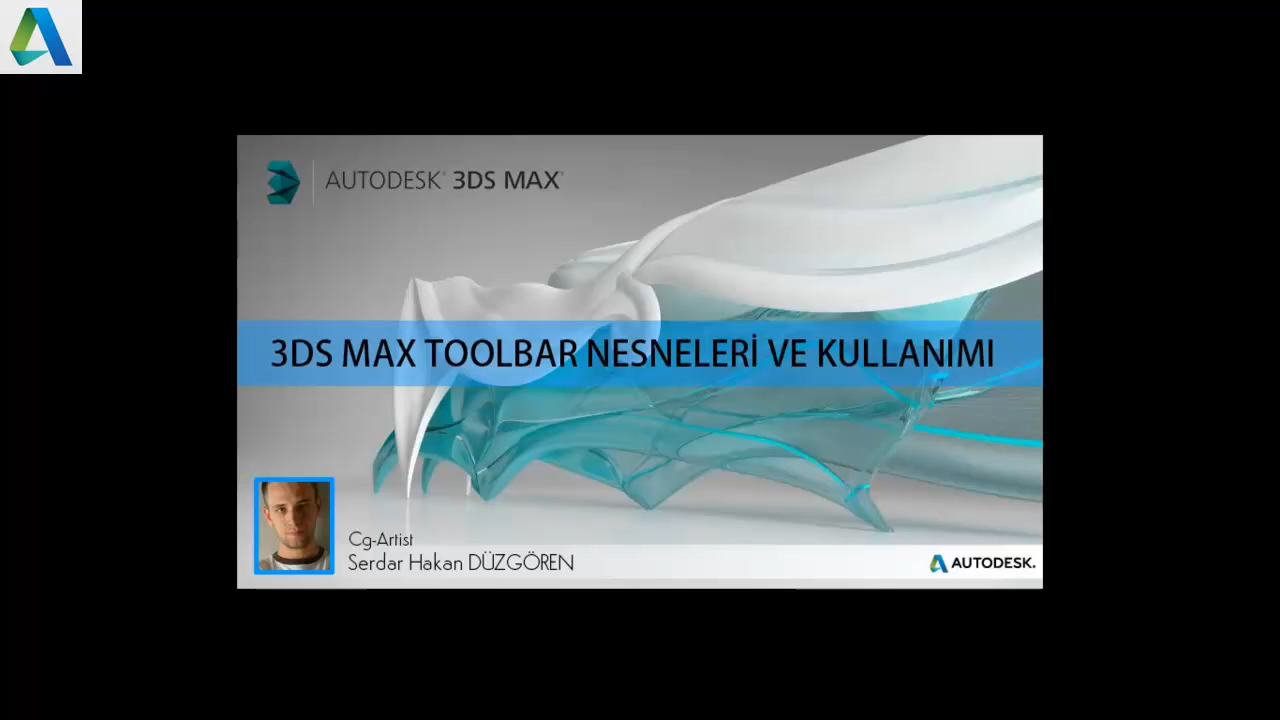 AUTODESK® 3DS MAX®
3DS MAX TOOLBAR NESNELERİ VE KULLANIMI
Cg-Artist
Serdar Hakan DÜZGÖREN
AUTODESK.